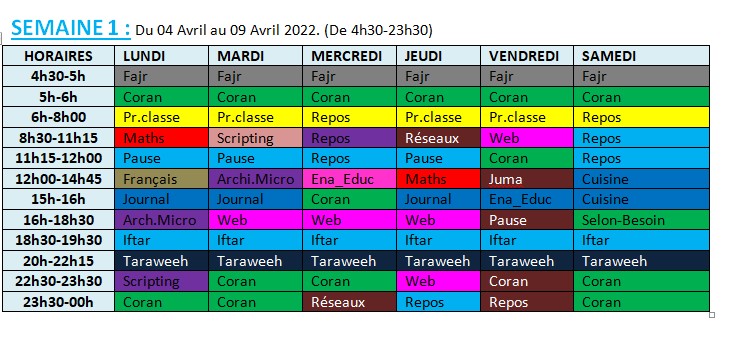 SEMAINE 1 : Du 04 Avril au 09 Avril 2022. (De 4h30-23h30)
HORAIRES LUNDI MARDI MERCREDI JEUDI VENDREDI SAMEDI
4h30-5h Fajr Fajr Fajr Fajr Fajr Fajr
5h-6h Coran Coran Coran Coran Coran Coran
6h-8h00 Pr.classe Pr.classe Repos Pr.classe Pr.classe Repos
8h30-11h15 Maths Scripting Repos Réseaux Web Repos
11h15-12h00 Pause Pause Repos Pause Coran Repos
12h00-14h45 Français Archi.Micro Ena_Educ Maths Juma Cuisine
15h-16h Journal Journal Coran Journal Ena_Educ Cuisine
16h-18h30 Arch.Micro Web Web Web Pause Selon-Besoin
18h30-19h30 Iftar Iftar Iftar Iftar Iftar Iftar
20h-22h15 Taraweeh Taraweeh Taraweeh Taraweeh Taraweeh Taraweeh
22h30-23h30 Scripting Coran Coran Web Coran Coran
23h30-00h Coran Coran Réseaux Repos Repos Coran